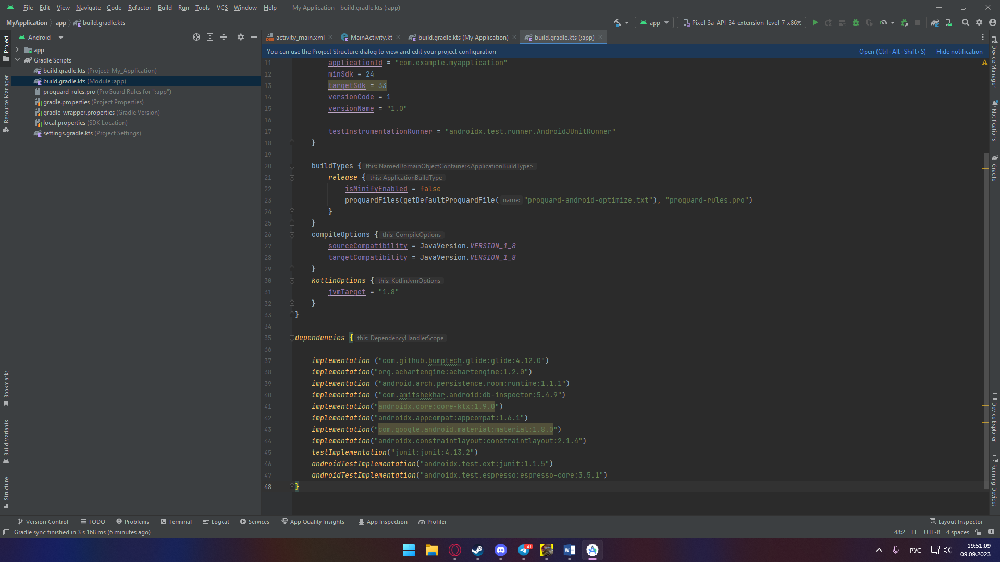 File Edit View Navigate Code Refactor Build Run Tools VCS Window Help My Application - build.gradle.kts (:app)
MyApplication app build.gradle.kts
app Pixel_3a_API_34_extension_level_7_x86
Project
Android
activity_main.xml MainActivity.kt build.gradle.kts (My Application) build.gradle.kts (:app)
You can use the Project Structure dialog to view and edit your project configuration Open (Ctrl+Alt+Shift+S) Hide notification
app
Gradle Scripts
build.gradle.kts (Project: My_Application)
build.gradle.kts (Module :app)
proguard-rules.pro (ProGuard Rules for ":app")
gradle.properties (Project Properties)
gradle-wrapper.properties (Gradle Version)
local.properties (SDK Location)
settings.gradle.kts (Project Settings)
Resource Manager
Bookmarks
Build Variants
Structure
11 applicationId = "com.example.myapplication"
12 minSdk = 24
13 targetSdk = 33
14 versionCode = 1
15 versionName = "1.0"
16
17 testInstrumentationRunner = "androidx.test.runner.AndroidJUnitRunner"
18 }
19
20 buildTypes { this: NamedDomainObjectContainer<ApplicationBuildType>
21 release { this: ApplicationBuildType
22 isMinifyEnabled = false
23 proguardFiles(getDefaultProguardFile( name: "proguard-android-optimize.txt"), "proguard-rules.pro")
24 }
25 }
26 compileOptions { this: CompileOptions
27 sourceCompatibility = JavaVersion.VERSION_1_8
28 targetCompatibility = JavaVersion.VERSION_1_8
29 }
30 kotlinOptions { this: KotlinJvmOptions
31 jvmTarget = "1.8"
32 }
33 }
34
35 dependencies { this: DependencyHandlerScope
36
37 implementation ("com.github.bumptech.glide:glide:4.12.0")
38 implementation("org.achartengine:achartengine:1.2.0")
39 implementation ("android.arch.persistence.room:runtime:1.1.1")
40 implementation ("com.amitshekhar.android:db-inspector:5.4.9")
41 implementation("androidx.core:core-ktx:1.9.0")
42 implementation("androidx.appcompat:appcompat:1.6.1")
43 implementation("com.google.android.material:material:1.8.0")
44 implementation("androidx.constraintlayout:constraintlayout:2.1.4")
45 testImplementation("junit:junit:4.13.2")
46 androidTestImplementation("androidx.test.ext:junit:1.1.5")
47 androidTestImplementation("androidx.test.espresso:espresso-core:3.5.1")
48 }
Device Manager
Notifications
Gradle
Device Explorer
Running Devices
Version Control TODO Problems Terminal Logcat Services App Quality Insights App Inspection Profiler Layout Inspector
Gradle sync finished in 3 s 168 ms (6 minutes ago) 48:2 LF UTF-8 4 spaces
41
РУС
19:51:09
09.09.2023